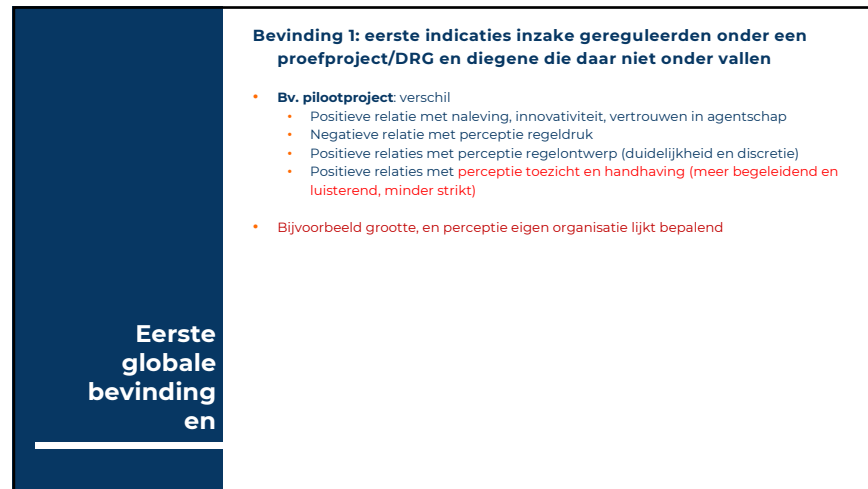 Bevinding 1: eerste indicaties inzake gereguleerden onder een
proefproject/DRG en diegene die daar niet onder vallen
• Bv. pilootproject: verschil
• Positieve relatie met naleving, innovativiteit, vertrouwen in agentschap
• Negatieve relatie met perceptie regeldruk
• Positieve relaties met perceptie regelontwerp (duidelijkheid en discretie)
• Positieve relaties met perceptie toezicht en handhaving (meer begeleidend en
luisterend, minder strikt)
• Bijvoorbeeld grootte, en perceptie eigen organisatie lijkt bepalend
Eerste
globale
bevinding
en